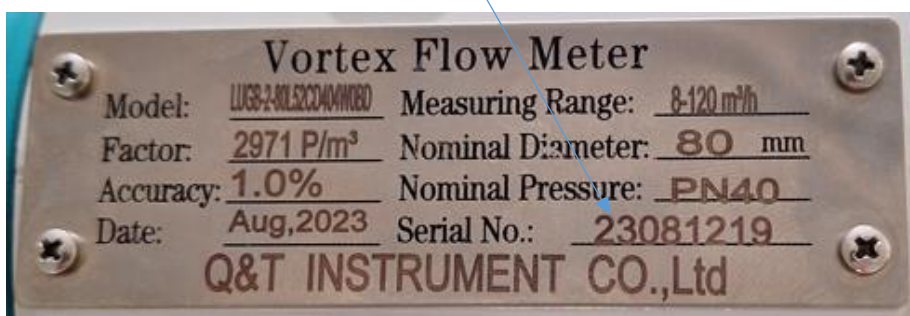 Vortex Flow Meter
Model: Measuring Range: 8-120 m³/h
Factor: 2971 P/m³ Nominal Diameter: 80 mm
Accuracy: 1.0% Nominal Pressure: PN40
Date: Aug,2023 Serial No.: 23081219
Q&T INSTRUMENT CO.,Ltd